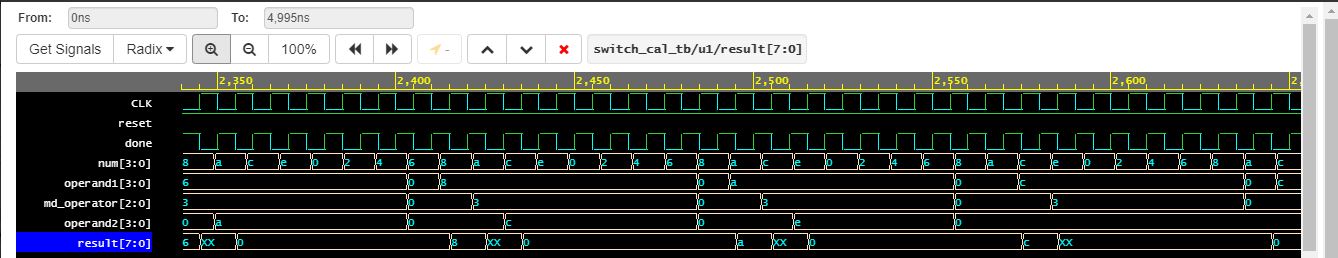 From: 0ns To: 4,995ns
Get Signals Radix 100% - switch_cal_tb/u1/result[7:0]
2,350 2,400 2,450 2,500 2,550 2,600
CLK
reset
done
num[3:0] 8 a c e 0 2 4 6 8 a c e 0 2 4 6 8 a c e 0 2 4 6 8 a c e 0 2 4 6 8 a c
operand1[3:0] 6 0 8 0 a 0 c 0 c
md_operator[2:0] 3 0 3 0 3 0 3 0
operand2[3:0] 0 a 0 c 0 e 0
result[7:0] 6 XX 0 8 XX 0 a XX 0 c XX 0